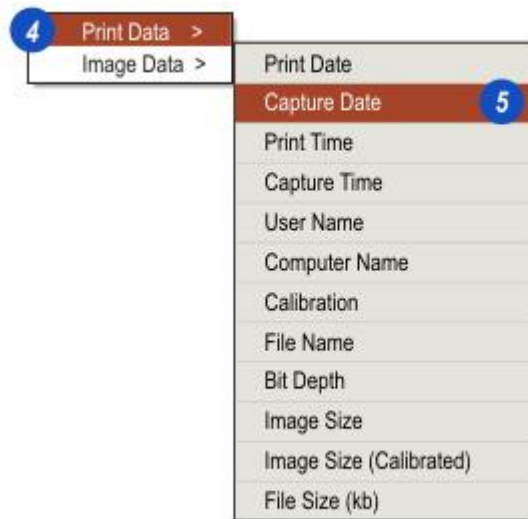 4 Print Data >
Image Data >
Print Date
Capture Date 5
Print Time
Capture Time
User Name
Computer Name
Calibration
File Name
Bit Depth
Image Size
Image Size (Calibrated)
File Size (kb)